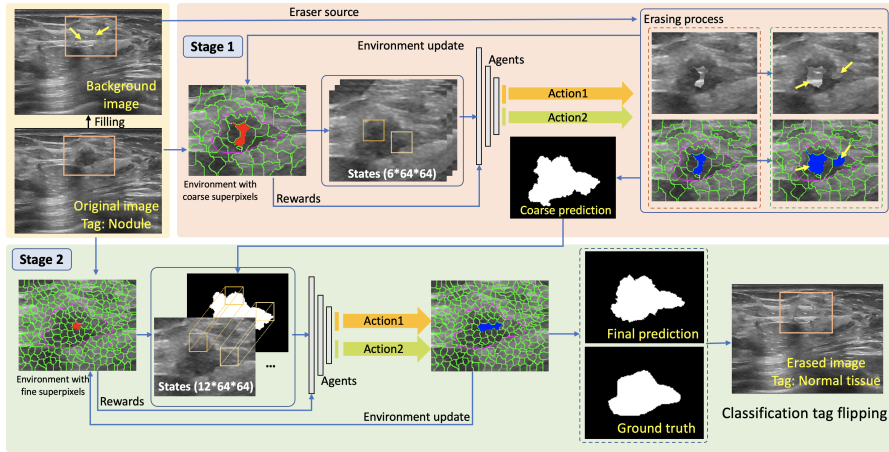 Eraser source
Stage 1
Erasing process
Environment update
Agents
Background
image
Action1
Action2
Filling
States (6*64*64)
Environment with
coarse superpixels
Rewards
Original image
Tag: Nodule
Coarse prediction
Stage 2
Action1
Action2
Final prediction
Erased image
Tag: Normal tissue
...
States (12*64*64)
Agents
Environment with
fine superpixels
Rewards
Environment update
Ground truth
Classification tag flipping